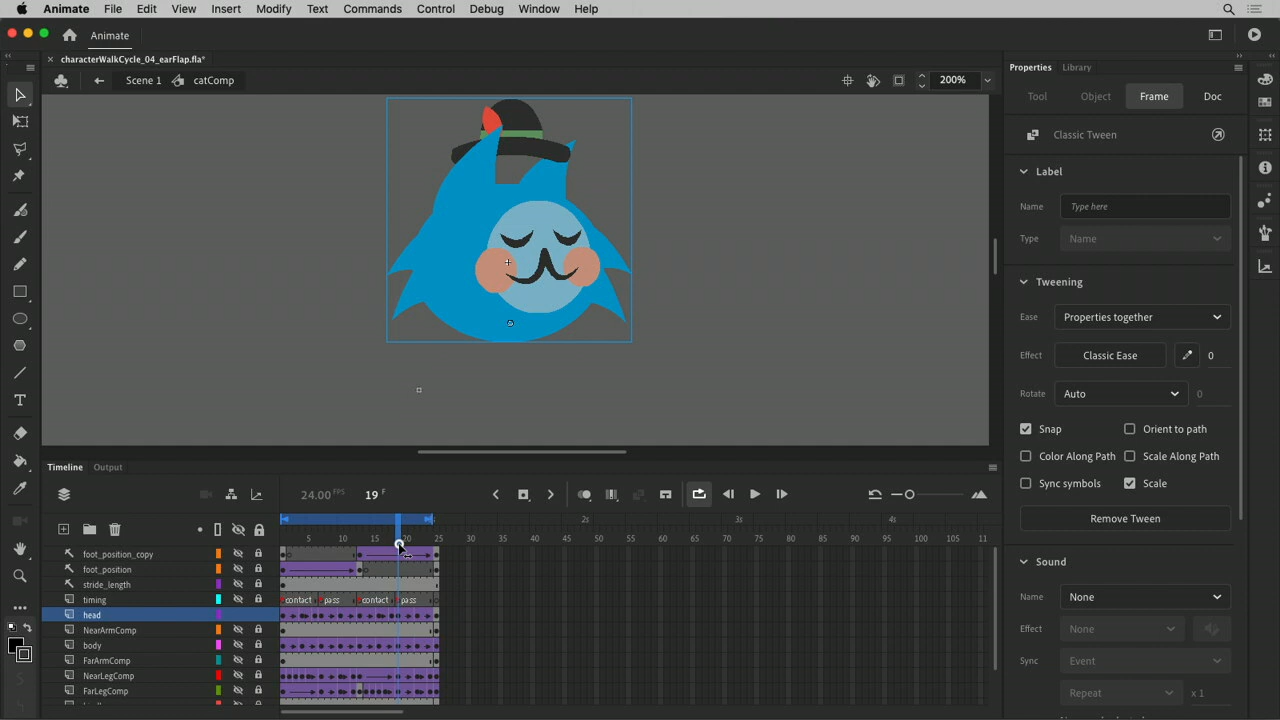 Animate File Edit View Insert Modify Text Commands Control Debug Window Help
Animate
characterWalkCycle_04_earFlap.fla*
Scene 1 catComp 200%
Properties Library
Tool Object Frame Doc
Classic Tween
Label
Name Type here
Type Name
Tweening
Ease Properties together
Effect Classic Ease 0
Rotate Auto 0
Snap Orient to path
Color Along Path Scale Along Path
Sync symbols Scale
Remove Tween
Sound
Name None
Effect None
Sync Event
Repeat x 1
Timeline Output
24.00 FPS 19 F
1s 2s 3s 4s
5 10 15 20 25 30 35 40 45 50 55 60 65 70 75 80 85 90 95 100 105 11
foot_position_copy
foot_position
stride_length
timing contact pass contact pass
head
NearArmComp
body
FarArmComp
NearLegComp
FarLegComp